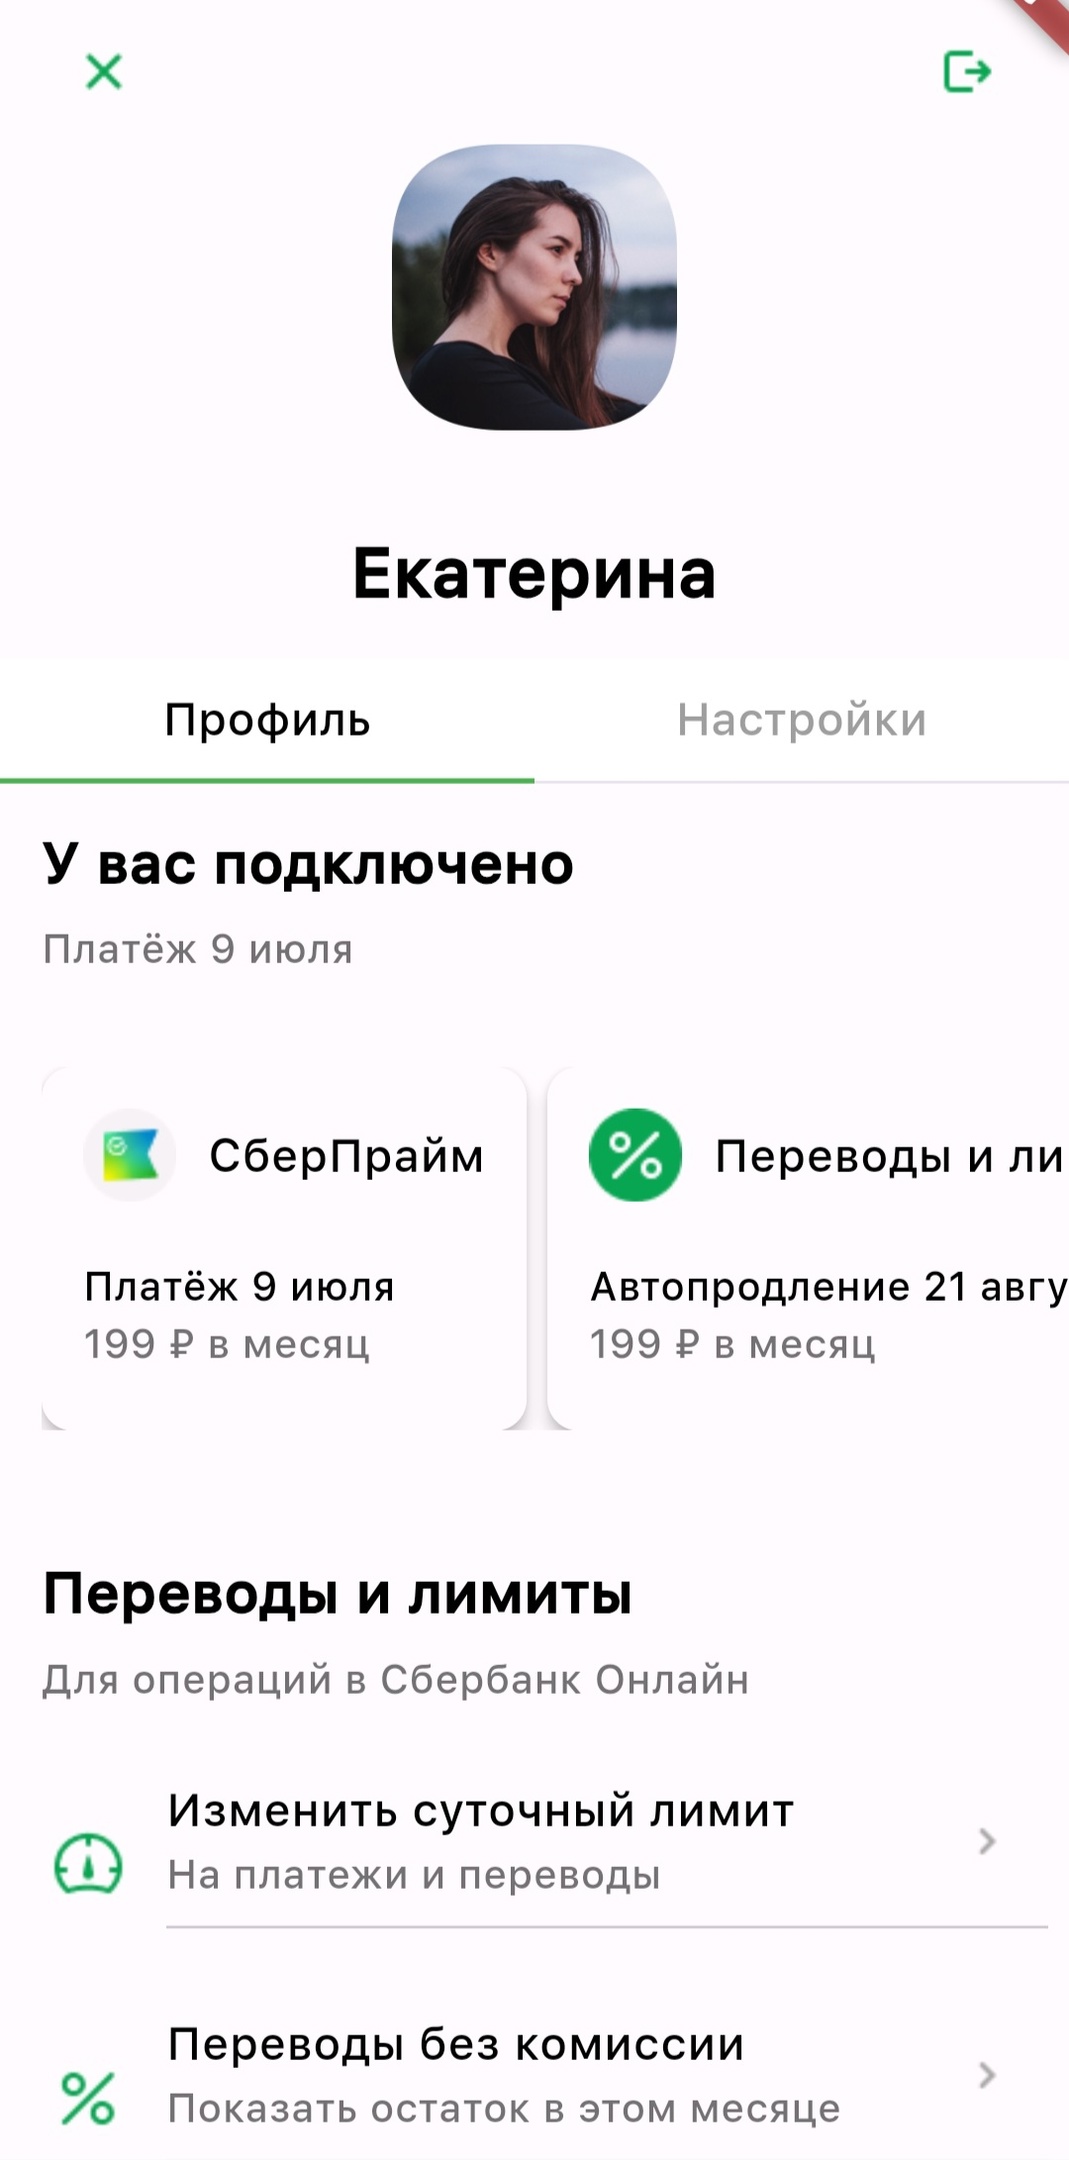 Екатерина
Профиль
Настройки
У вас подключено
Платёж 9 июля
СберПрайм
Переводы и ли
Платёж 9 июля
Автопродление 21 авгу
199 ₽ в месяц
199 ₽ в месяц
Переводы и лимиты
Для операций в Сбербанк Онлайн
Изменить суточный лимит
На платежи и переводы
Переводы без комиссии
Показать остаток в этом месяце